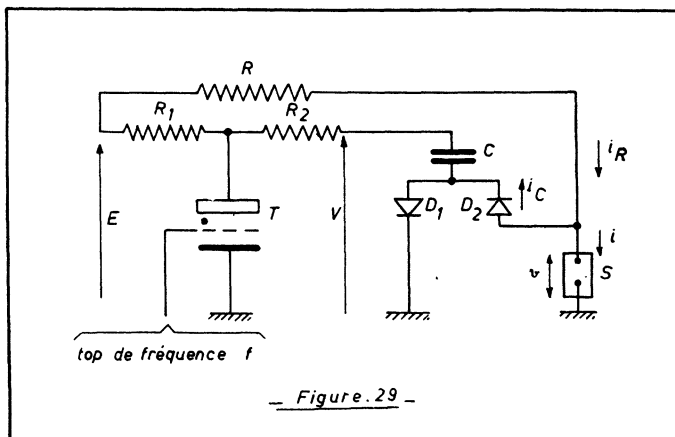 R
R1
R2
C
iR
E
T
V
D1
D2
iC
i
v
S
top de fréquence f
_ Figure.29 _